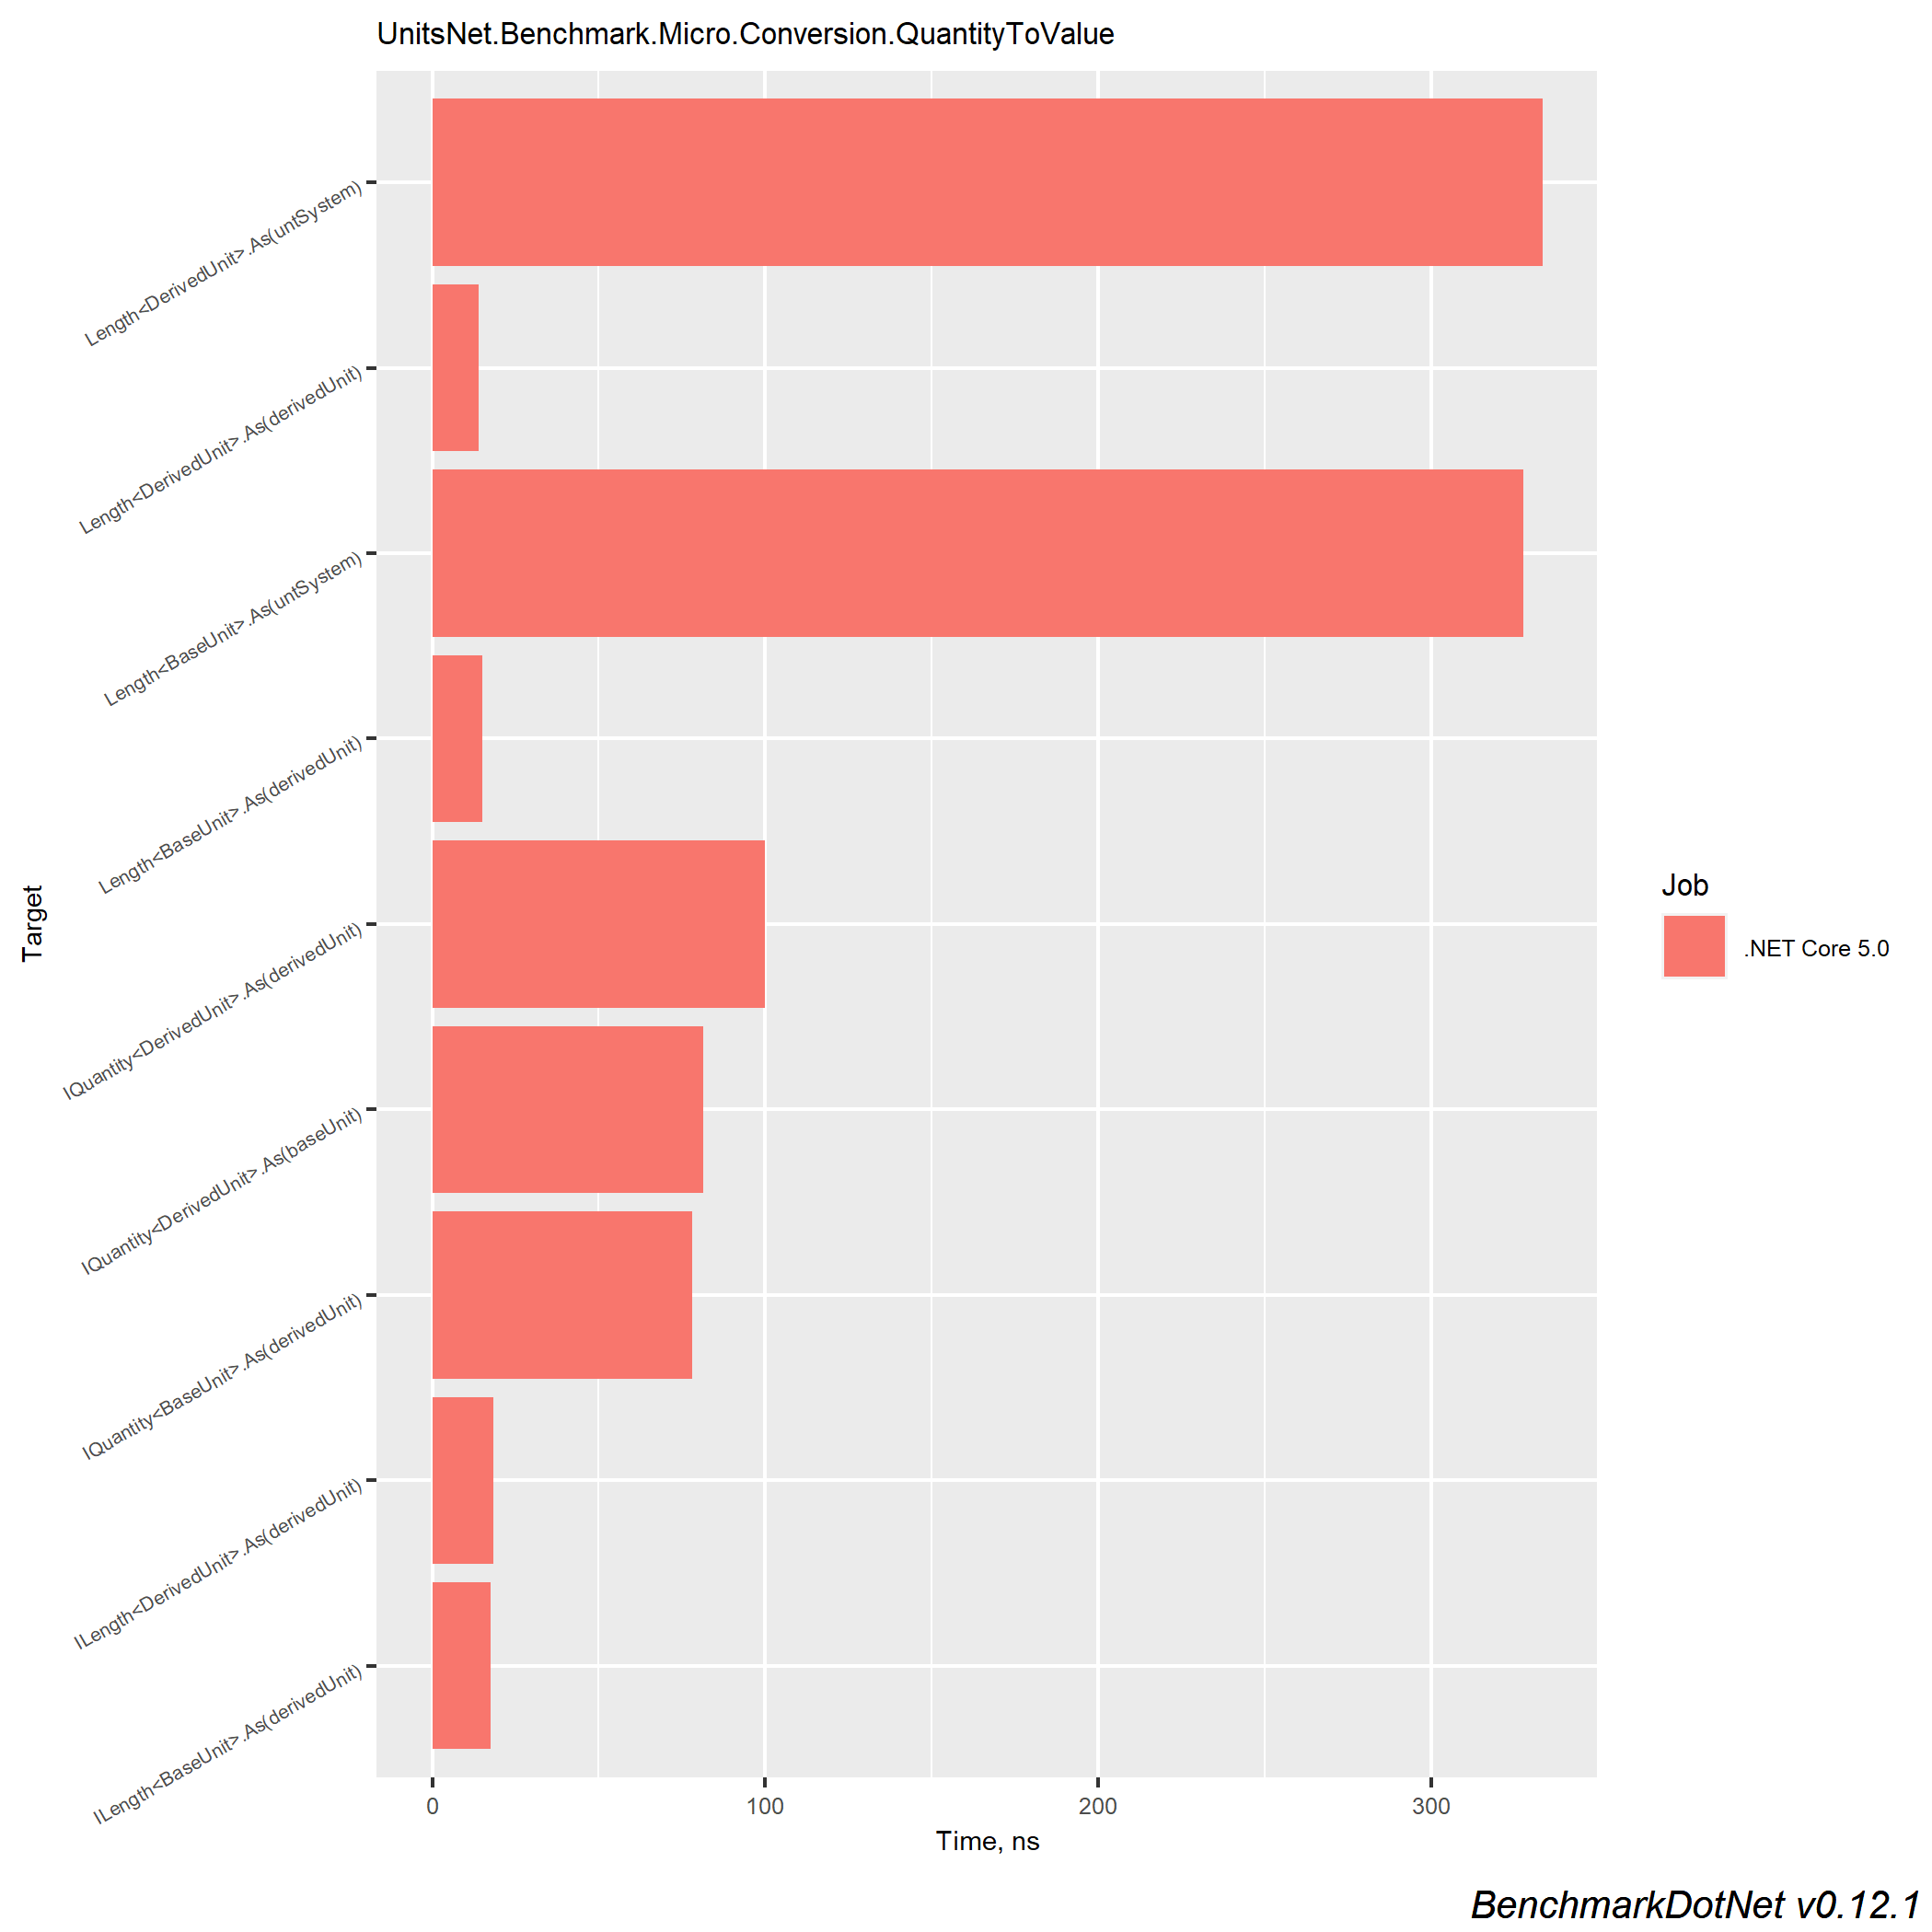 UnitsNet.Benchmark.Micro.Conversion.QuantityToValue
Length<DerivedUnit>.As(untSystem)
Length<DerivedUnit>.As(derivedUnit)
Length<BaseUnit>.As(untSystem)
Length<BaseUnit>.As(derivedUnit)
IQuantity<DerivedUnit>.As(derivedUnit)
IQuantity<DerivedUnit>.As(baseUnit)
IQuantity<BaseUnit>.As(derivedUnit)
ILength<DerivedUnit>.As(derivedUnit)
ILength<BaseUnit>.As(derivedUnit)
Target
0 100 200 300
Time, ns
Job
.NET Core 5.0
BenchmarkDotNet v0.12.1